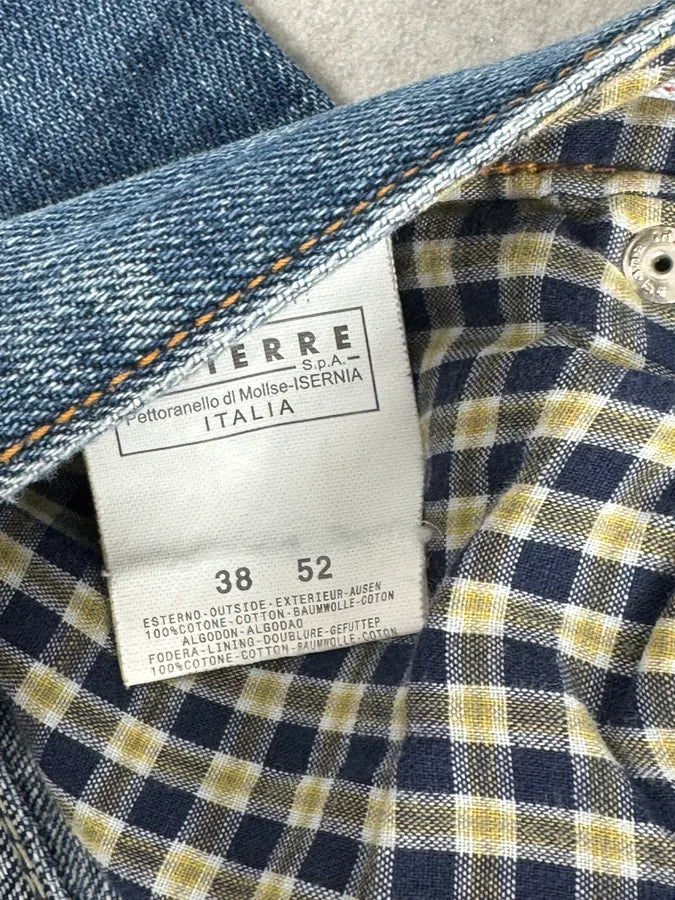 IERRE
S.p.A.
Pettoranello di Molise-ISERNIA
ITALIA
38 52
ESTERNO-OUTSIDE-EXTERIEUR-AUSEN
100%COTONE-COTTON-BAUMWOLLE-COTON
ALGODON-ALGODAO
FODERA-LINING-DOUBLURE-GEFUTTEP
100%COTONE-COTTON-BAUMWOLLE-COTON